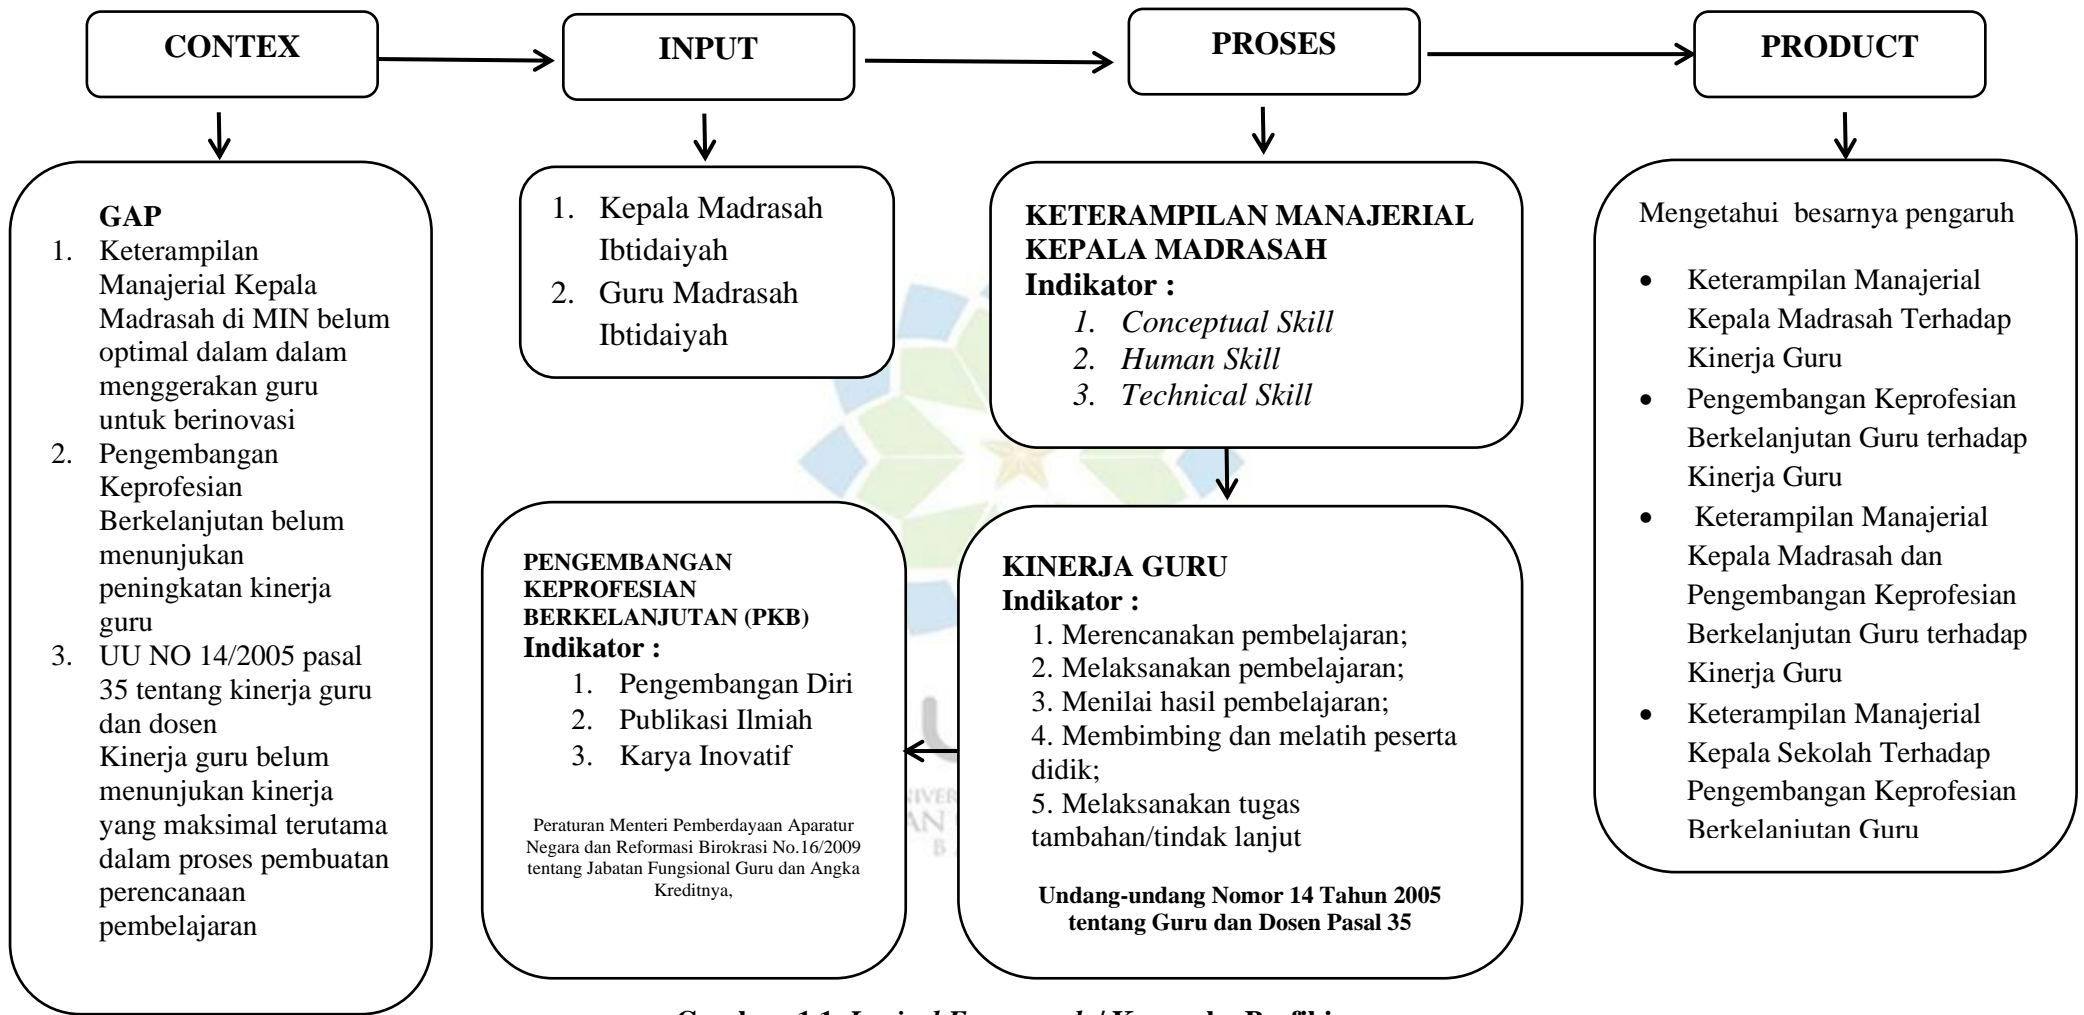 CONTEX
INPUT
PROSES
PRODUCT
GAP
1. Keterampilan
Manajerial Kepala
Madrasah di MIN belum
optimal dalam dalam
menggerakan guru
untuk berinovasi
2. Pengembangan
Keprofesian
Berkelanjutan belum
menunjukan
peningkatan kinerja
guru
3. UU NO 14/2005 pasal
35 tentang kinerja guru
dan dosen
Kinerja guru belum
menunjukan kinerja
yang maksimal terutama
dalam proses pembuatan
perencanaan
pembelajaran
1. Kepala Madrasah
Ibtidaiyah
2. Guru Madrasah
Ibtidaiyah
KETERAMPILAN MANAJERIAL
KEPALA MADRASAH
Indikator :
1. Conceptual Skill
2. Human Skill
3. Technical Skill
PENGEMBANGAN
KEPROFESIAN
BERKELANJUTAN (PKB)
Indikator :
1. Pengembangan Diri
2. Publikasi Ilmiah
3. Karya Inovatif
Peraturan Menteri Pemberdayaan Aparatur
Negara dan Reformasi Birokrasi No.16/2009
tentang Jabatan Fungsional Guru dan Angka
Kreditnya,
KINERJA GURU
Indikator :
1. Merencanakan pembelajaran;
2. Melaksanakan pembelajaran;
3. Menilai hasil pembelajaran;
4. Membimbing dan melatih peserta
didik;
5. Melaksanakan tugas
tambahan/tindak lanjut
Undang-undang Nomor 14 Tahun 2005
tentang Guru dan Dosen Pasal 35
Mengetahui besarnya pengaruh
• Keterampilan Manajerial
Kepala Madrasah Terhadap
Kinerja Guru
• Pengembangan Keprofesian
Berkelanjutan Guru terhadap
Kinerja Guru
• Keterampilan Manajerial
Kepala Madrasah dan
Pengembangan Keprofesian
Berkelanjutan Guru terhadap
Kinerja Guru
• Keterampilan Manajerial
Kepala Sekolah Terhadap
Pengembangan Keprofesian
Berkelanjutan Guru